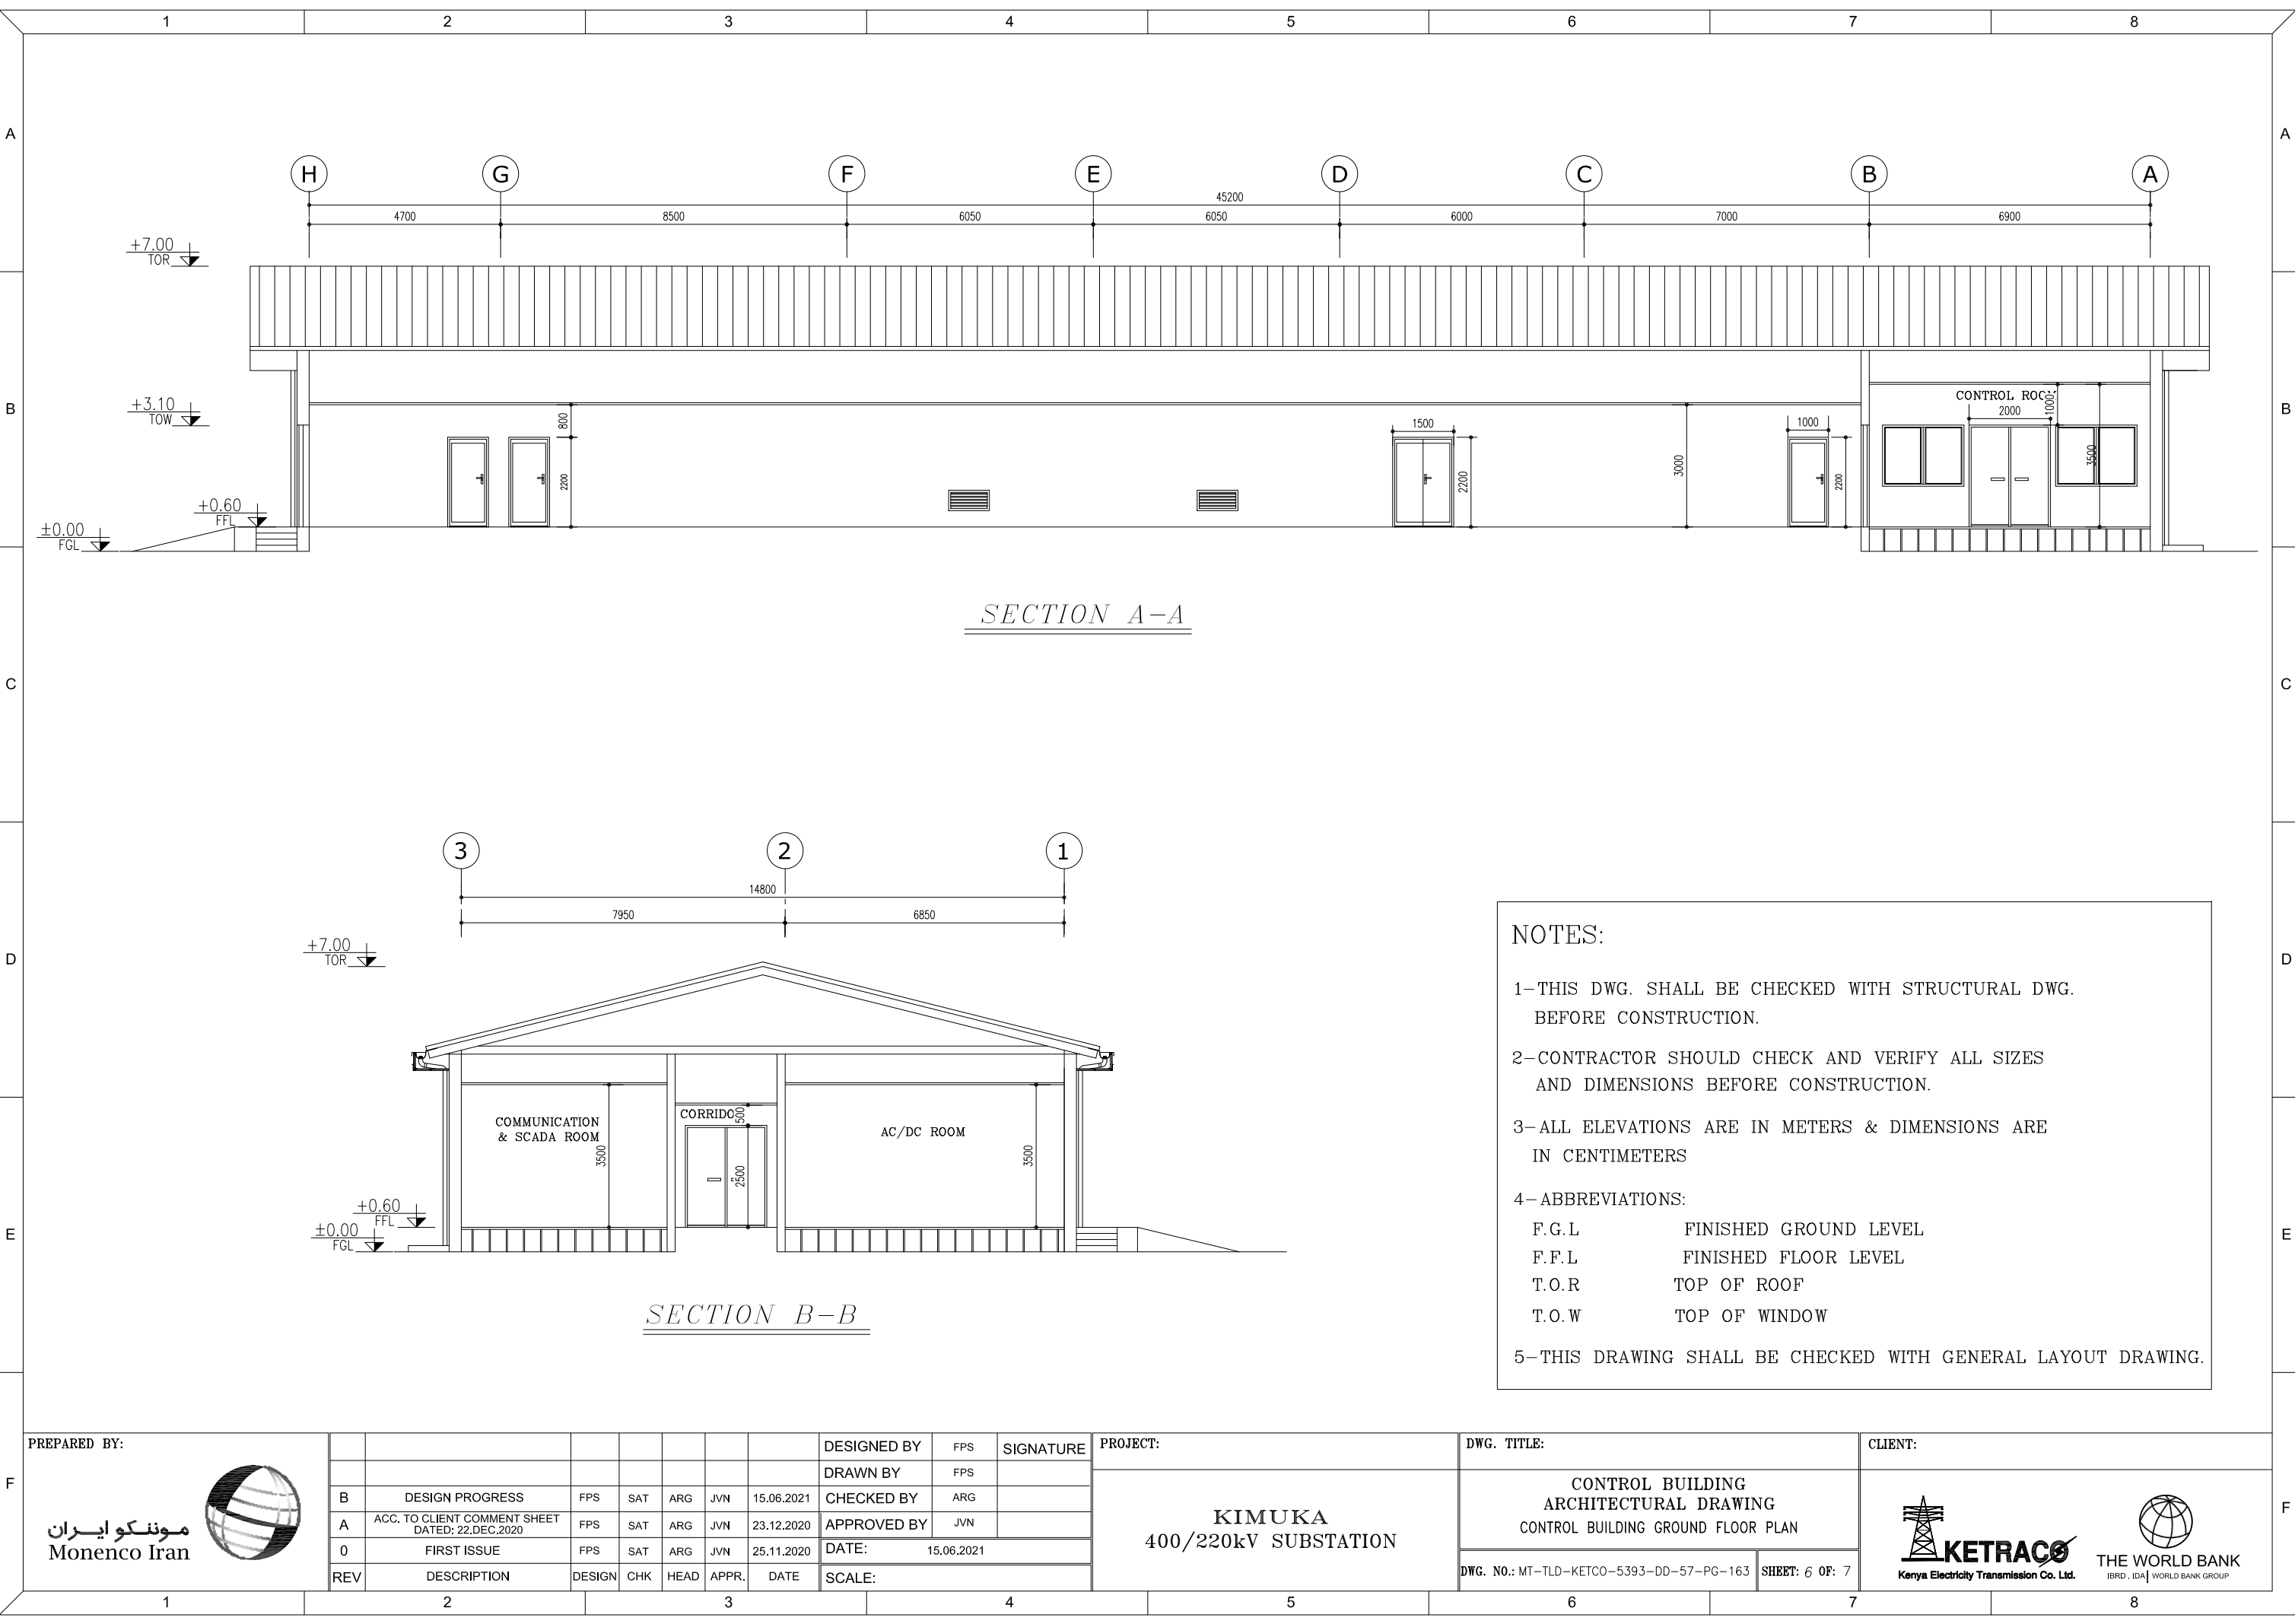 1 2 3 4 5 6 7 8
A A
B B
C C
D D
E E
F F
H G F E D C B A
45200
4700 8500 6050 6050 6000 7000 6900
+7.00
TOR
+3.10
TOW
+0.60
FFL
±0.00
FGL
800
2200
1500
2200
3000
1000
2200
CONTROL ROOM
2000
1000
3500
SECTION A-A
3 2 1
14800
7950 6850
+7.00
TOR
+0.60
FFL
±0.00
FGL
COMMUNICATION
& SCADA ROOM
3500
CORRIDO
500
2500
AC/DC ROOM
3500
SECTION B-B
NOTES:
1-THIS DWG. SHALL BE CHECKED WITH STRUCTURAL DWG.
BEFORE CONSTRUCTION.
2-CONTRACTOR SHOULD CHECK AND VERIFY ALL SIZES
AND DIMENSIONS BEFORE CONSTRUCTION.
3-ALL ELEVATIONS ARE IN METERS & DIMENSIONS ARE
IN CENTIMETERS
4-ABBREVIATIONS:
F.G.L FINISHED GROUND LEVEL
F.F.L FINISHED FLOOR LEVEL
T.O.R TOP OF ROOF
T.O.W TOP OF WINDOW
5-THIS DRAWING SHALL BE CHECKED WITH GENERAL LAYOUT DRAWING.
PREPARED BY:
موننکو ایـــران
Monenco Iran
B DESIGN PROGRESS FPS SAT ARG JVN 15.06.2021
A ACC. TO CLIENT COMMENT SHEET
DATED; 22.DEC.2020 FPS SAT ARG JVN 23.12.2020
0 FIRST ISSUE FPS SAT ARG JVN 25.11.2020
REV DESCRIPTION DESIGN CHK HEAD APPR. DATE
DESIGNED BY FPS SIGNATURE
DRAWN BY FPS
CHECKED BY ARG
APPROVED BY JVN
DATE: 15.06.2021
SCALE:
PROJECT:
KIMUKA
400/220kV SUBSTATION
DWG. TITLE:
CONTROL BUILDING
ARCHITECTURAL DRAWING
CONTROL BUILDING GROUND FLOOR PLAN
DWG. NO.: MT-TLD-KETCO-5393-DD-57-PG-163 SHEET: 6 OF: 7
CLIENT:
KETRACO
Kenya Electricity Transmission Co. Ltd.
THE WORLD BANK
IBRD . IDA | WORLD BANK GROUP
1 2 3 4 5 6 7 8